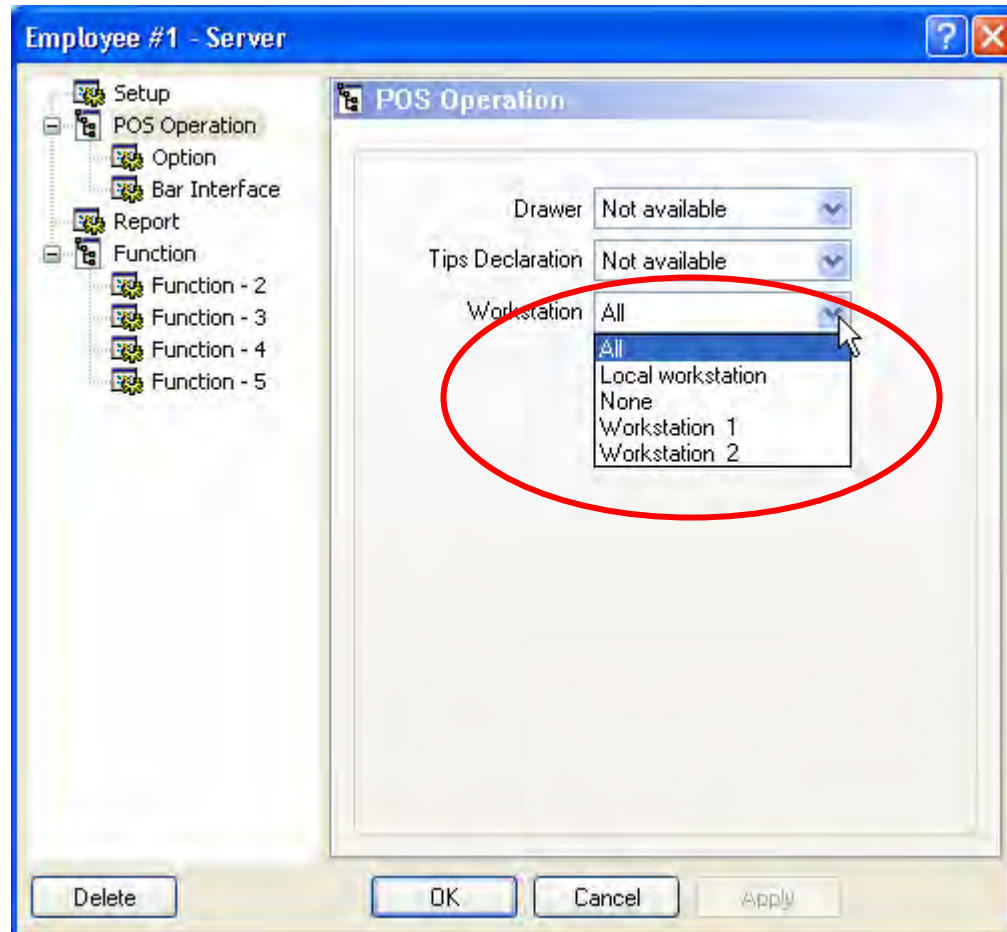 Employee #1 - Server
Setup
POS Operation
Option
Bar Interface
Report
Function
Function - 2
Function - 3
Function - 4
Function - 5
POS Operation
Drawer Not available
Tips Declaration Not available
Workstation All
All
Local workstation
None
Workstation 1
Workstation 2
Delete OK Cancel Apply